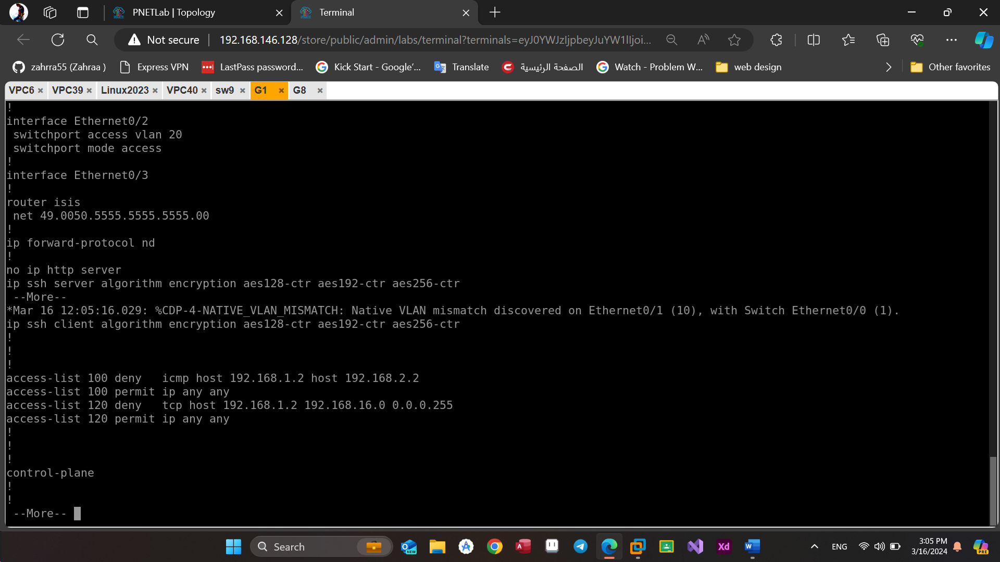 PNETLab | Topology
Terminal
Not secure
192.168.146.128/store/public/admin/labs/terminal?terminals=eyJ0YWJzIjpbeyJuYW1lIjoi...
zahrra55 (Zahraa )
Express VPN
LastPass password...
Kick Start - Google'...
Translate
الصفحة الرئيسية
Watch - Problem W...
web design
Other favorites
VPC6
VPC39
Linux2023
VPC40
sw9
G1
G8
!
interface Ethernet0/2
 switchport access vlan 20
 switchport mode access
!
interface Ethernet0/3
!
router isis
 net 49.0050.5555.5555.5555.00
!
ip forward-protocol nd
!
no ip http server
ip ssh server algorithm encryption aes128-ctr aes192-ctr aes256-ctr
 --More--
*Mar 16 12:05:16.029: %CDP-4-NATIVE_VLAN_MISMATCH: Native VLAN mismatch discovered on Ethernet0/1 (10), with Switch Ethernet0/0 (1).
ip ssh client algorithm encryption aes128-ctr aes192-ctr aes256-ctr
!
!
!
access-list 100 deny   icmp host 192.168.1.2 host 192.168.2.2
access-list 100 permit ip any any
access-list 120 deny   tcp host 192.168.1.2 192.168.16.0 0.0.0.255
access-list 120 permit ip any any
!
!
!
control-plane
!
!
 --More--
Search
NEW
Xd
ENG
3:05 PM
3/16/2024
PRE